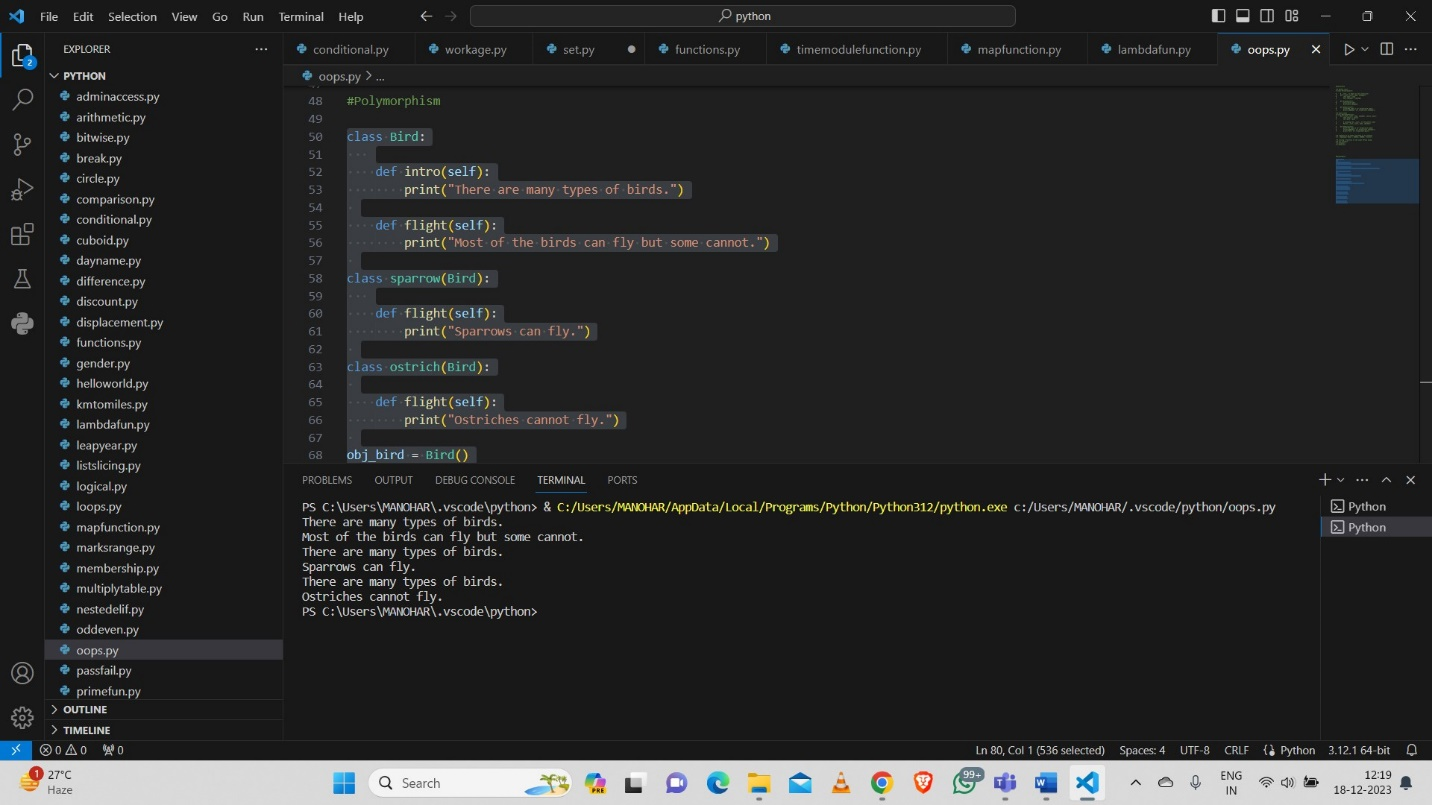 File Edit Selection View Go Run Terminal Help python
EXPLORER
conditional.py workage.py set.py functions.py timemodulefunction.py mapfunction.py lambdafun.py oops.py
2
PYTHON
oops.py > ...
adminaccess.py
arithmetic.py
bitwise.py
break.py
circle.py
comparison.py
conditional.py
cuboid.py
dayname.py
difference.py
discount.py
displacement.py
functions.py
gender.py
helloworld.py
kmtomiles.py
lambdafun.py
leapyear.py
listslicing.py
logical.py
loops.py
mapfunction.py
marksrange.py
membership.py
multiplytable.py
nestedelif.py
oddeven.py
oops.py
passfail.py
primefun.py
OUTLINE
TIMELINE
48 #Polymorphism
49
50 class Bird:
51
52 def intro(self):
53 print("There are many types of birds.")
54
55 def flight(self):
56 print("Most of the birds can fly but some cannot.")
57
58 class sparrow(Bird):
59
60 def flight(self):
61 print("Sparrows can fly.")
62
63 class ostrich(Bird):
64
65 def flight(self):
66 print("Ostriches cannot fly.")
67
68 obj_bird = Bird()
PROBLEMS OUTPUT DEBUG CONSOLE TERMINAL PORTS
PS C:\Users\MANOHAR\.vscode\python> & C:/Users/MANOHAR/AppData/Local/Programs/Python/Python312/python.exe c:/Users/MANOHAR/.vscode/python/oops.py
There are many types of birds.
Most of the birds can fly but some cannot.
There are many types of birds.
Sparrows can fly.
There are many types of birds.
Ostriches cannot fly.
PS C:\Users\MANOHAR\.vscode\python>
Python
Python
0 0 0 Ln 80, Col 1 (536 selected) Spaces: 4 UTF-8 CRLF Python 3.12.1 64-bit
1 27°C
Haze
Search
PRE
99+
ENG
IN
12:19
18-12-2023